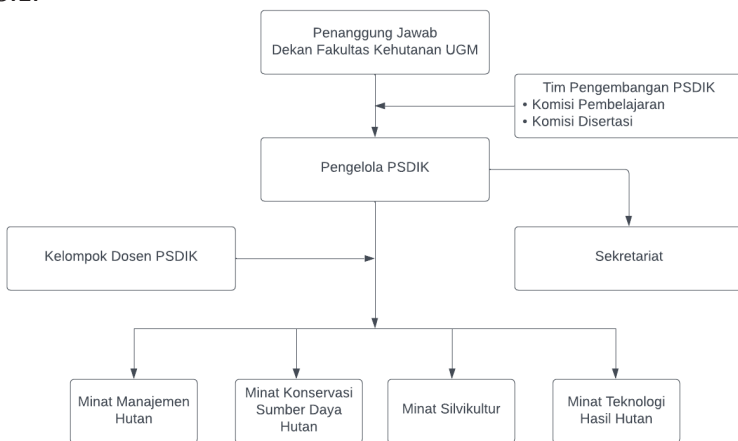 Penanggung Jawab
Dekan Fakultas Kehutanan UGM
Tim Pengembangan PSDIK
• Komisi Pembelajaran
• Komisi Disertasi
Pengelola PSDIK
Kelompok Dosen PSDIK
Sekretariat
Minat Manajemen
Hutan
Minat Konservasi
Sumber Daya
Hutan
Minat Silvikultur
Minat Teknologi
Hasil Hutan